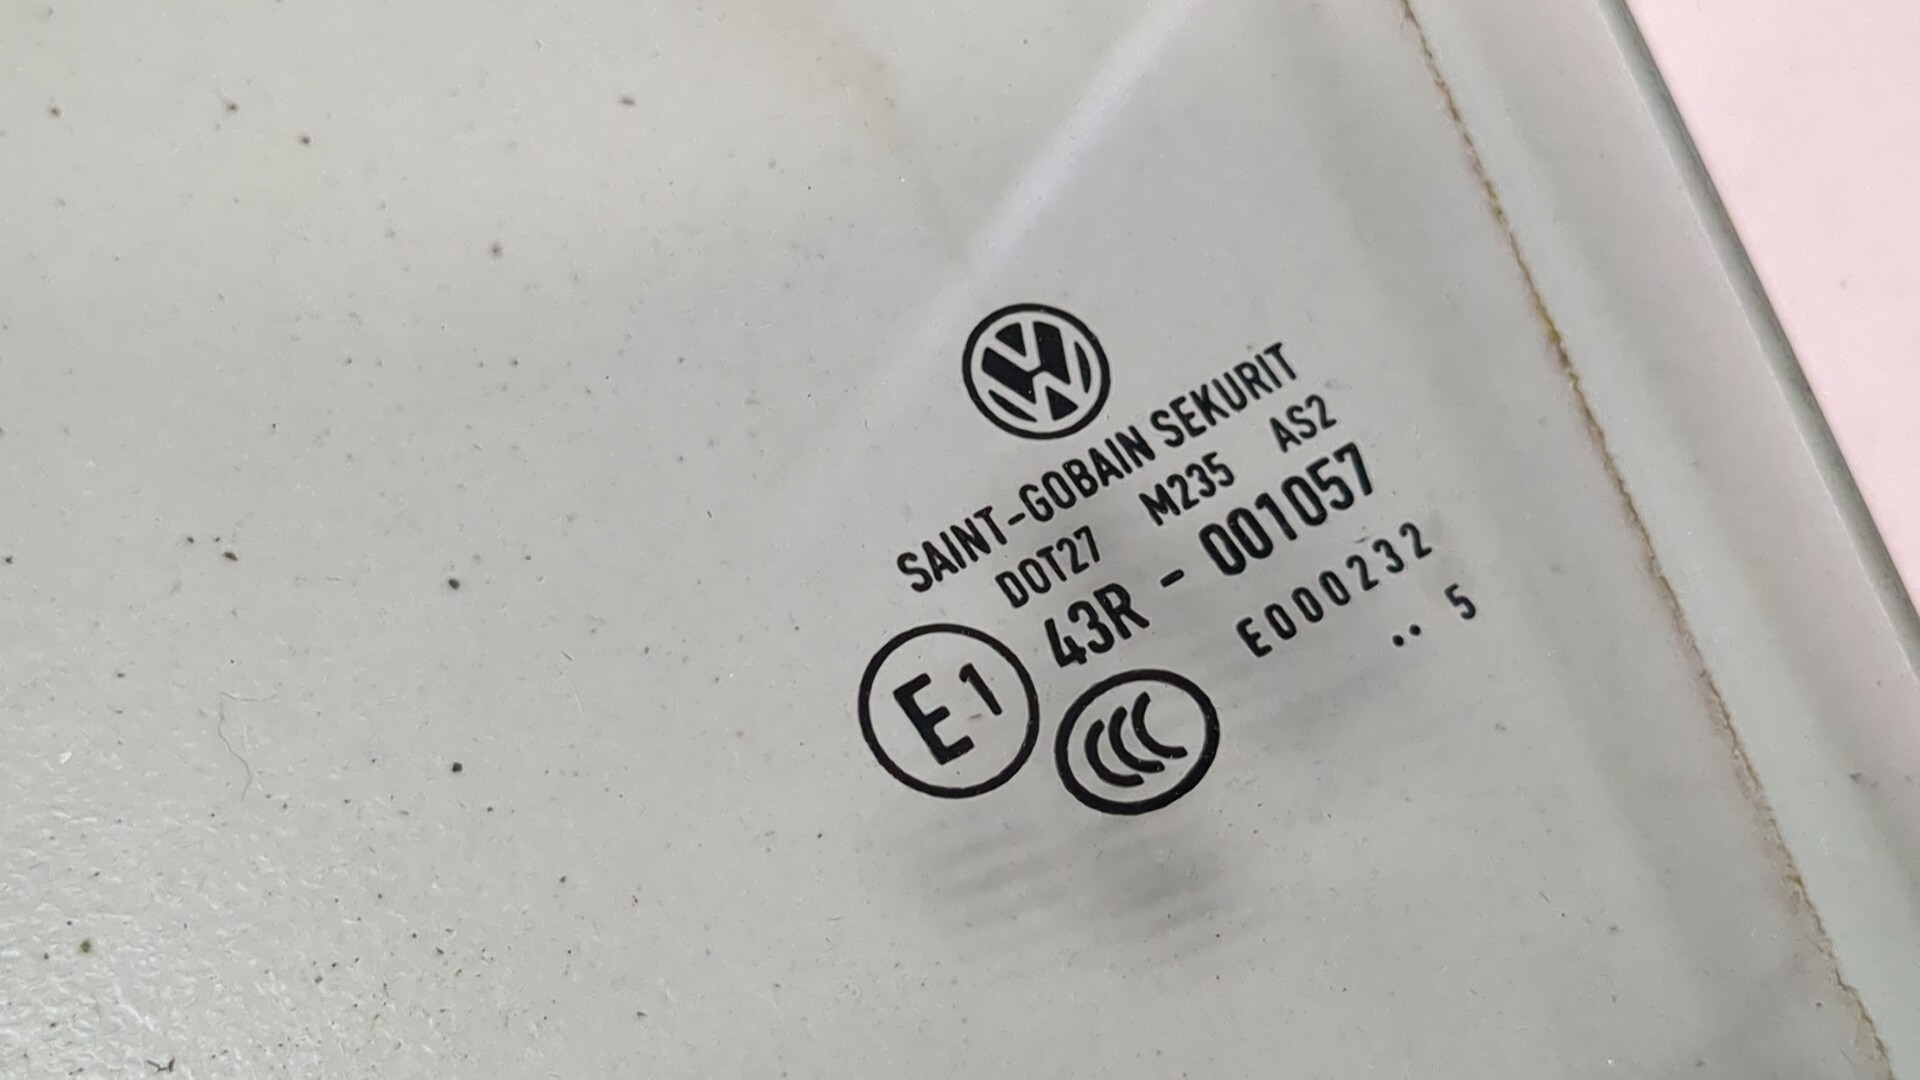 VW
SAINT-GOBAIN SEKURIT
DOT27 M235 AS2
43R - 001057
E1
CCC
E000232
.. 5